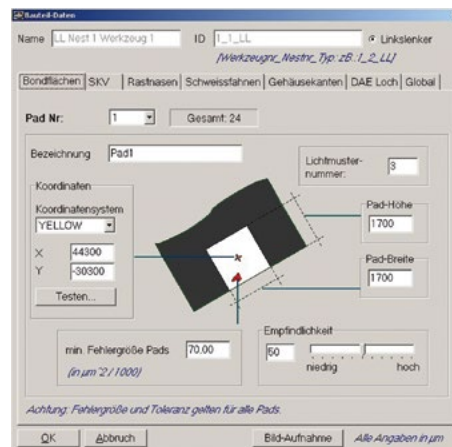 Bauteil-Daten
Name LL Nest 1 Werkzeug 1 ID 1_1_LL Linkslenker
[Werkzeugnr_Nestnr_Typ: zB.:1_2_LL]
Bondflächen SKV Rastnasen Schweissfahnen Gehäusekanten DAE Loch Global
Pad Nr: 1 Gesamt: 24
Bezeichnung Pad1
Lichtmuster-
nummer: 3
Koordinaten
Koordinatensystem
YELLOW
X 44300
Y -30300
Testen...
Pad-Höhe
1700
Pad-Breite
1700
min. Fehlergröße Pads 70,00
(in µm^2 / 1000)
Empfindlichkeit
50
niedrig hoch
Achtung: Fehlergröße und Toleranz gelten für alle Pads.
OK Abbruch Bild-Aufnahme Alle Angaben in µm